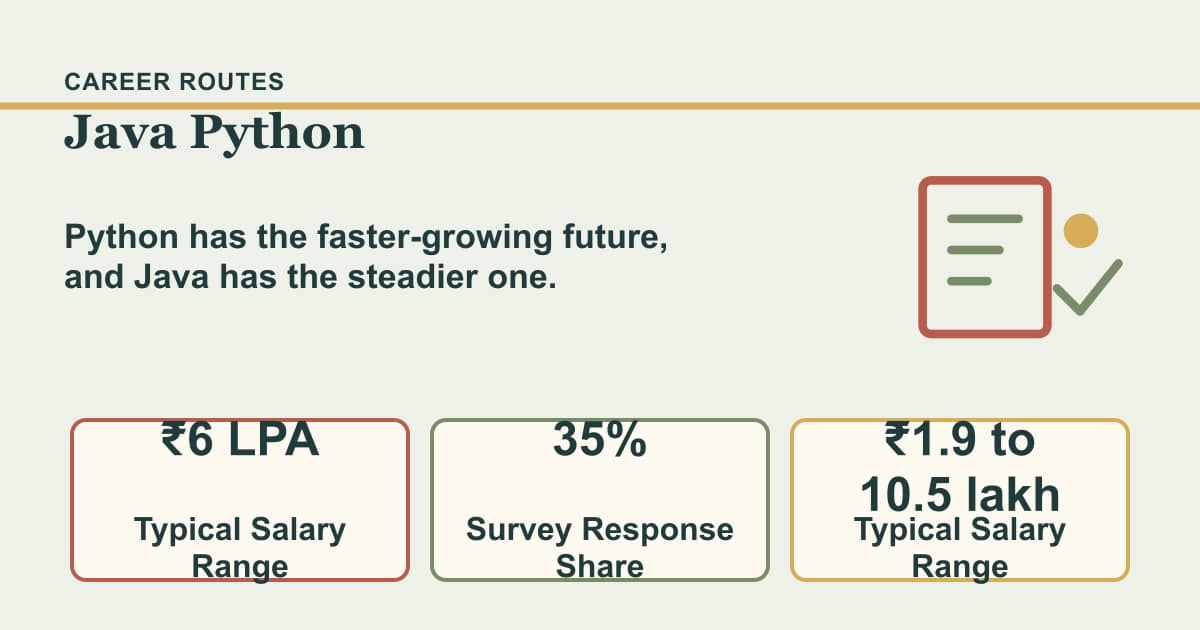 CAREER ROUTES
Java Python
Python has the faster-growing future,
and Java has the steadier one.
₹6 LPA
Typical Salary
Range
35%
Survey Response
Share
₹1.9 to
10.5 lakh
Typical Salary
Range